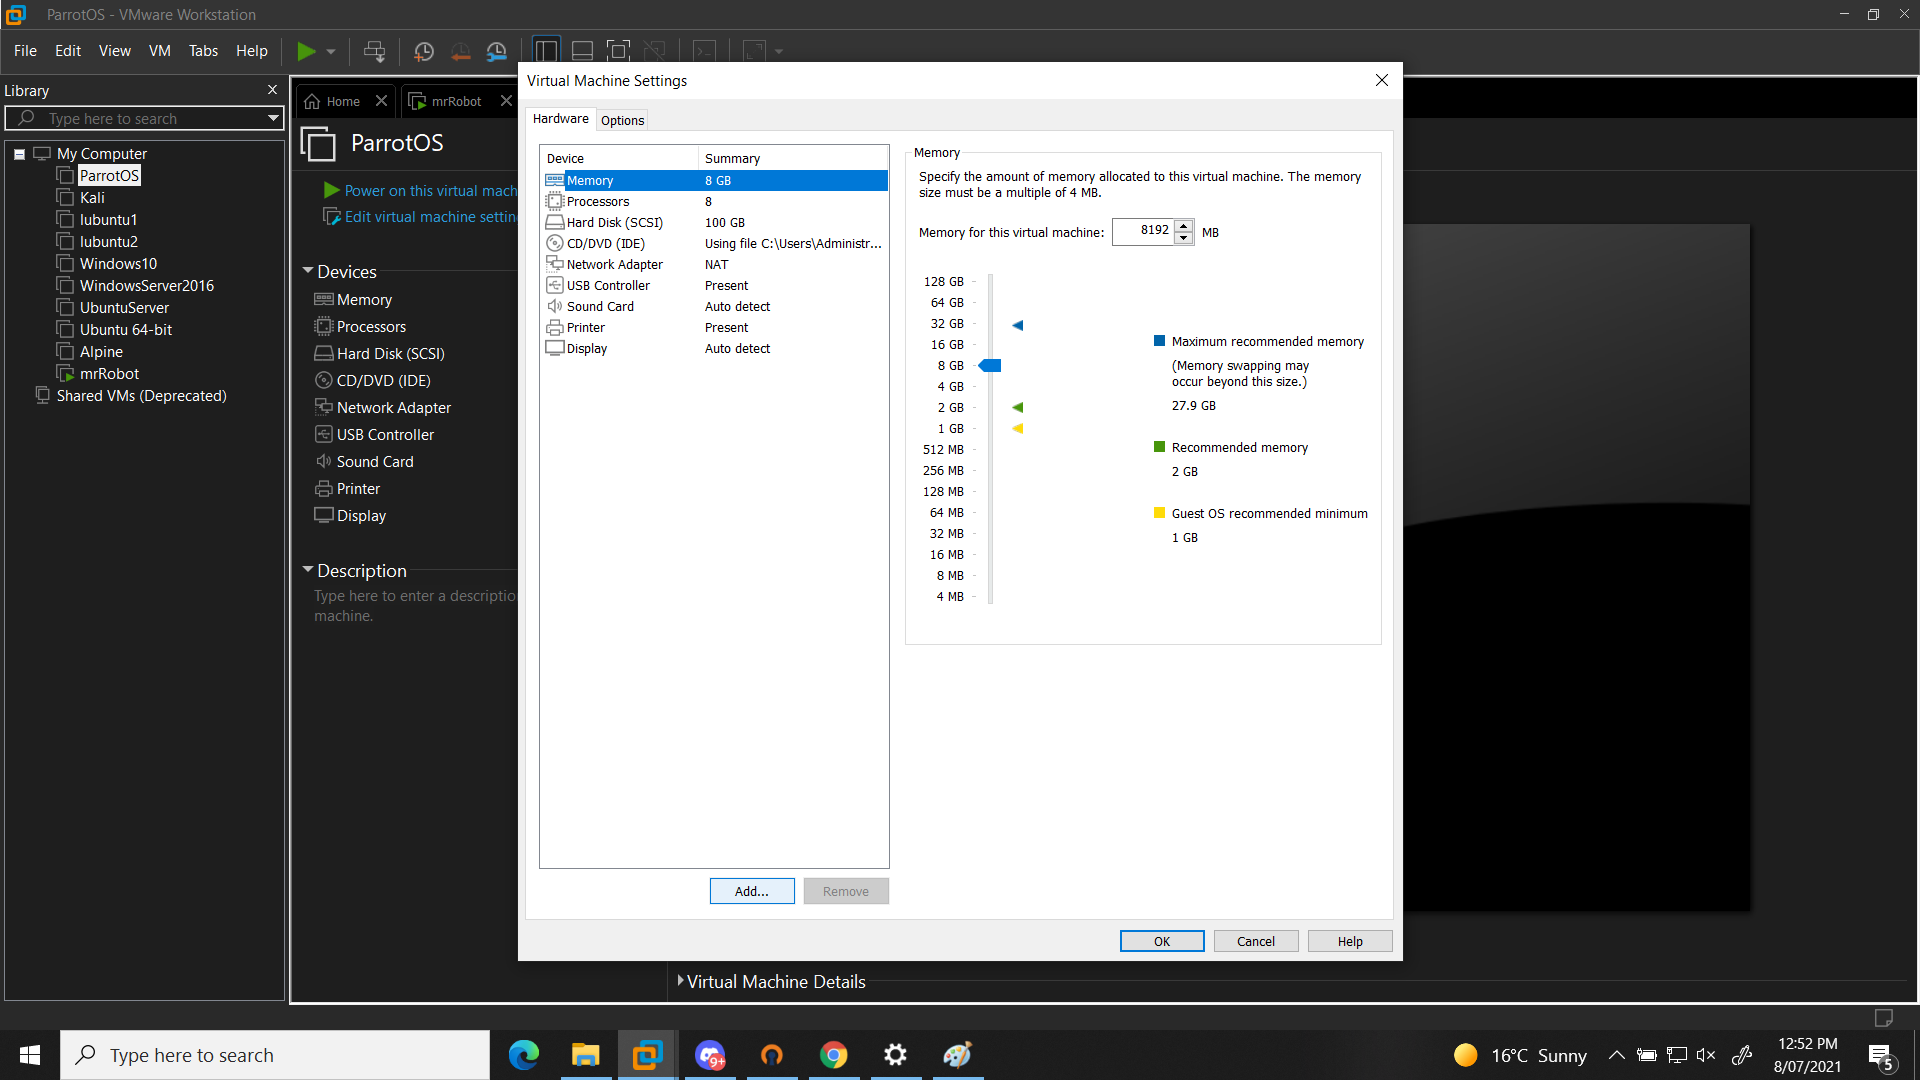 ParrotOS - VMware Workstation
File Edit View VM Tabs Help
Library
Type here to search
My Computer
ParrotOS
Kali
lubuntu1
lubuntu2
Windows10
WindowsServer2016
UbuntuServer
Ubuntu 64-bit
Alpine
mrRobot
Shared VMs (Deprecated)
Home
mrRobot
ParrotOS
Power on this virtual mach
Edit virtual machine settin
Devices
Memory
Processors
Hard Disk (SCSI)
CD/DVD (IDE)
Network Adapter
USB Controller
Sound Card
Printer
Display
Description
Type here to enter a descriptio
machine.
Virtual Machine Details
Virtual Machine Settings
Hardware Options
Device Summary
Memory 8 GB
Processors 8
Hard Disk (SCSI) 100 GB
CD/DVD (IDE) Using file C:\Users\Administr...
Network Adapter NAT
USB Controller Present
Sound Card Auto detect
Printer Present
Display Auto detect
Add... Remove
Memory
Specify the amount of memory allocated to this virtual machine. The memory
size must be a multiple of 4 MB.
Memory for this virtual machine: 8192 MB
128 GB
64 GB
32 GB
16 GB
8 GB
4 GB
2 GB
1 GB
512 MB
256 MB
128 MB
64 MB
32 MB
16 MB
8 MB
4 MB
Maximum recommended memory
(Memory swapping may
occur beyond this size.)
27.9 GB
Recommended memory
2 GB
Guest OS recommended minimum
1 GB
OK Cancel Help
Type here to search
9+
16°C Sunny
12:52 PM
8/07/2021
5